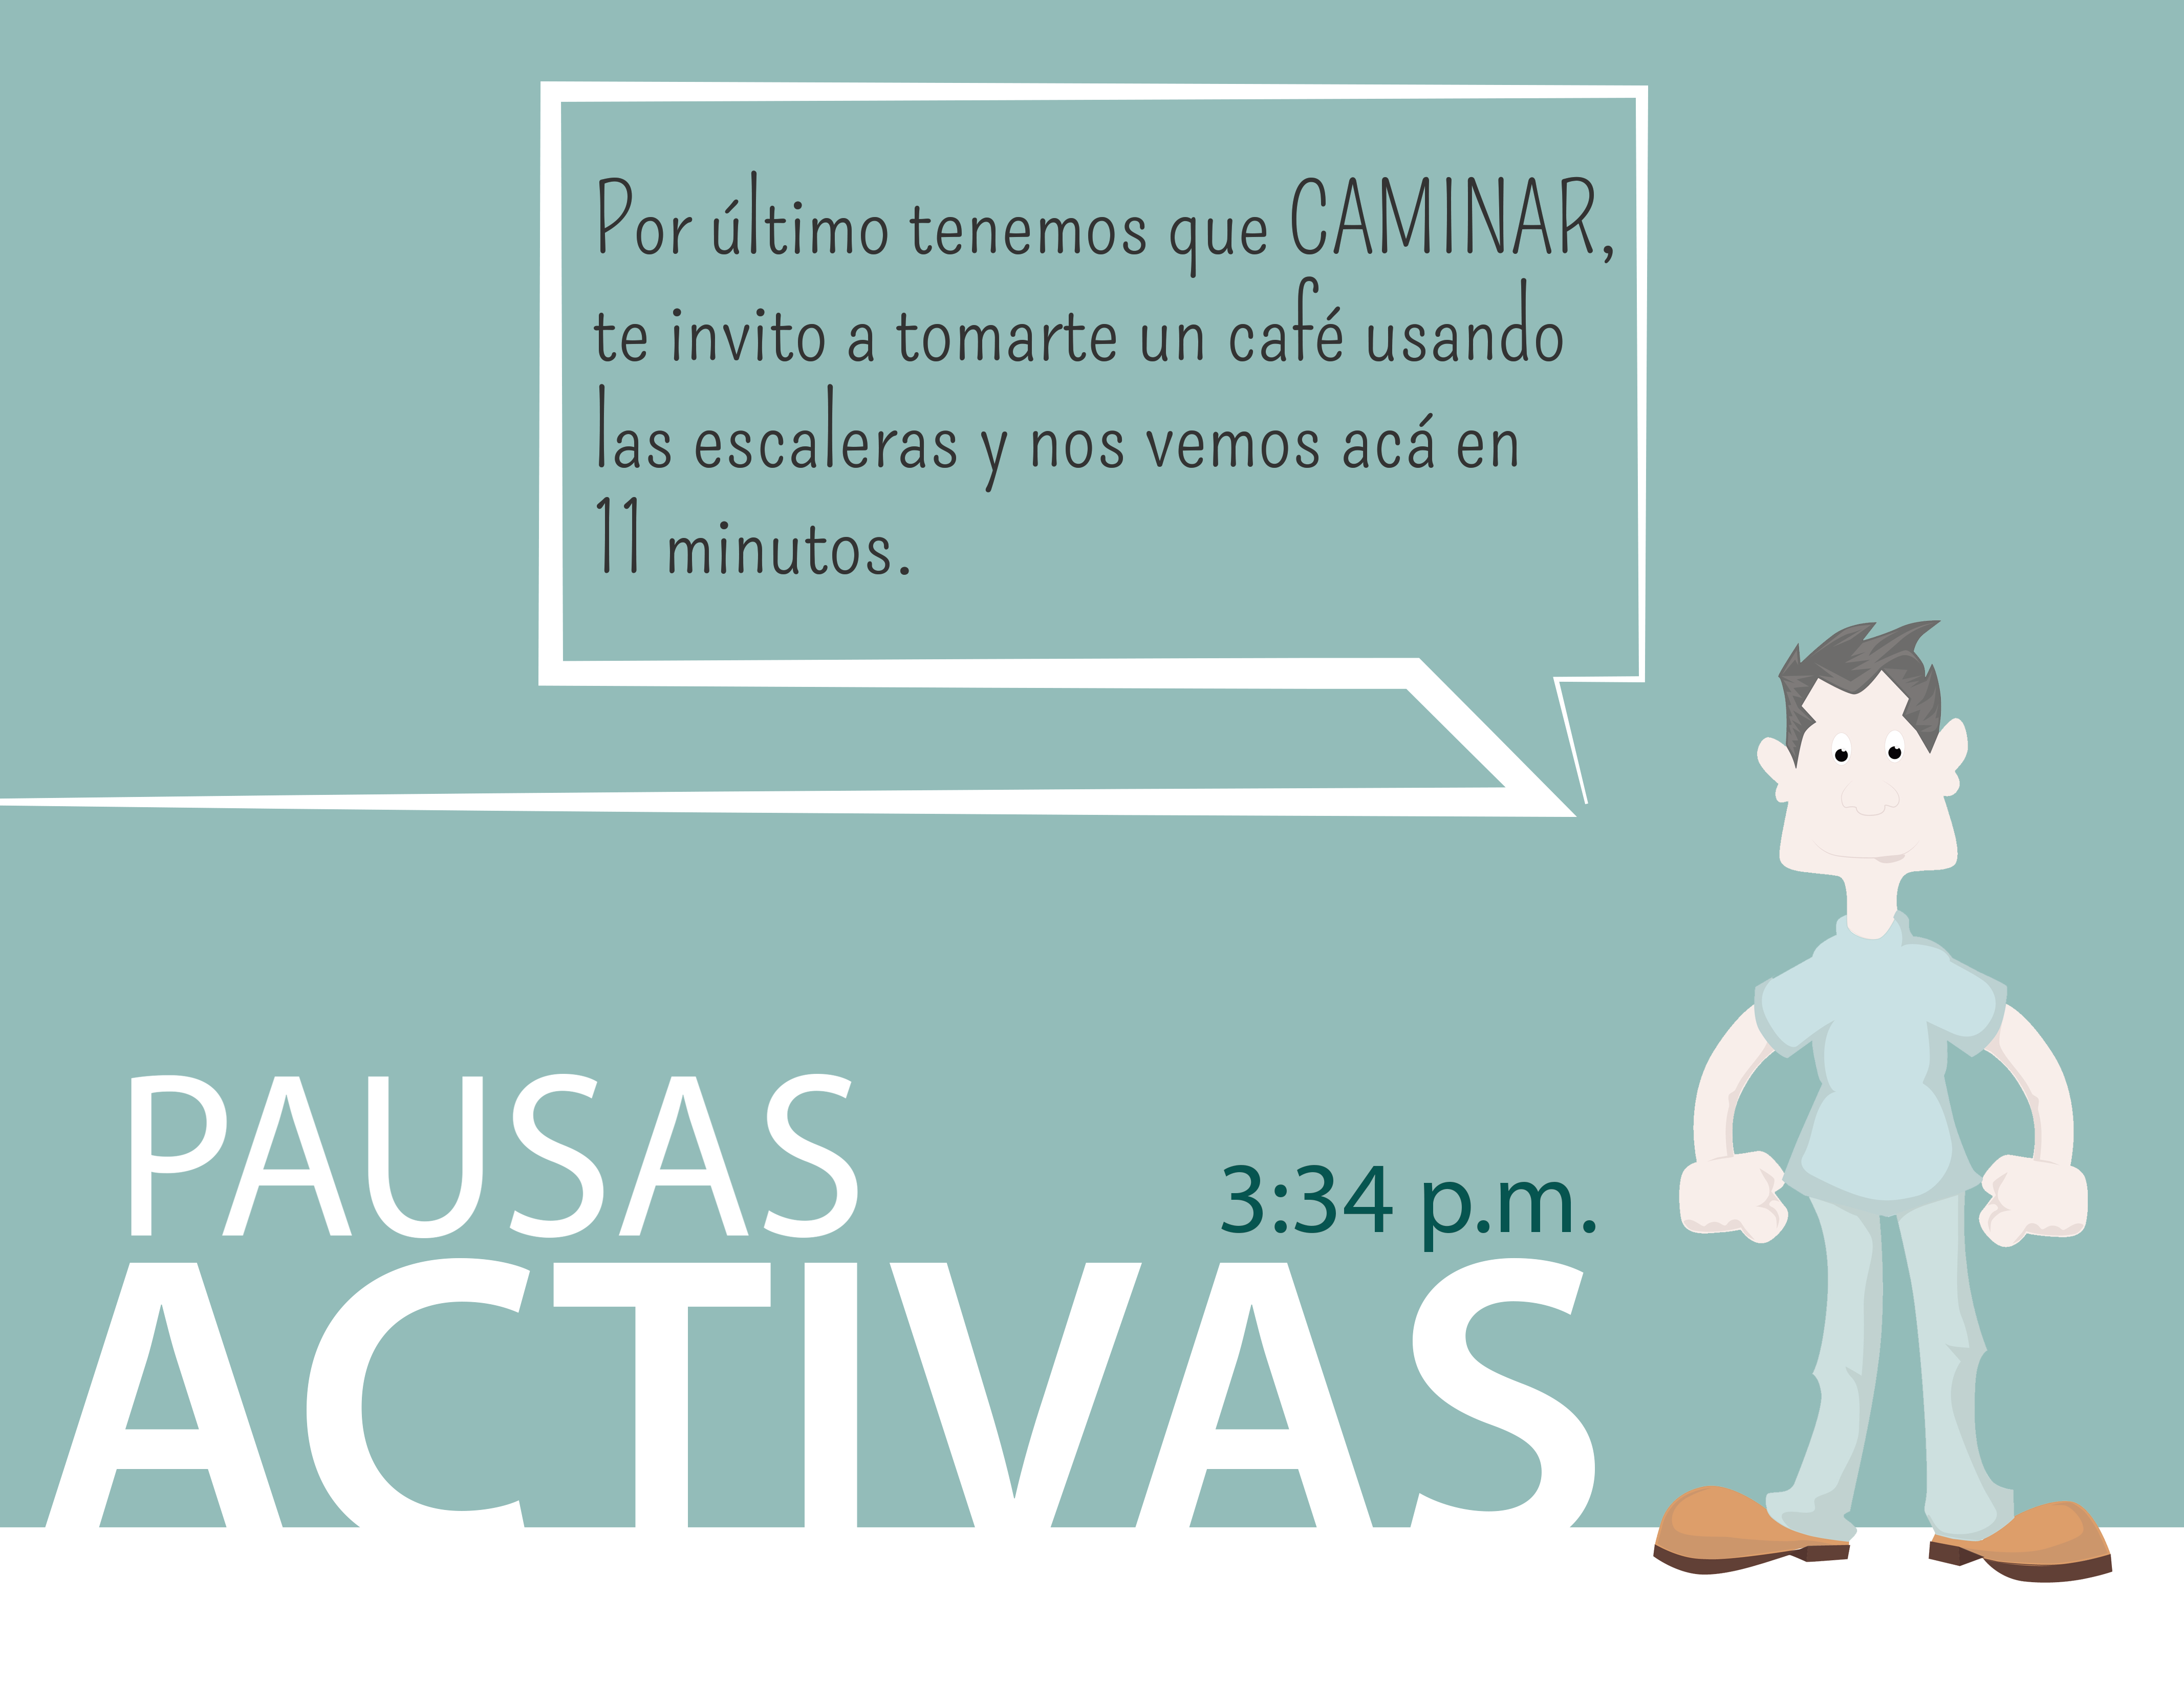 Por último tenemos que CAMINAR,
te invito a tomarte un café usando
las escaleras y nos vemos acá en
11 minutos.
PAUSAS
3:34 p.m.
ACTIVAS